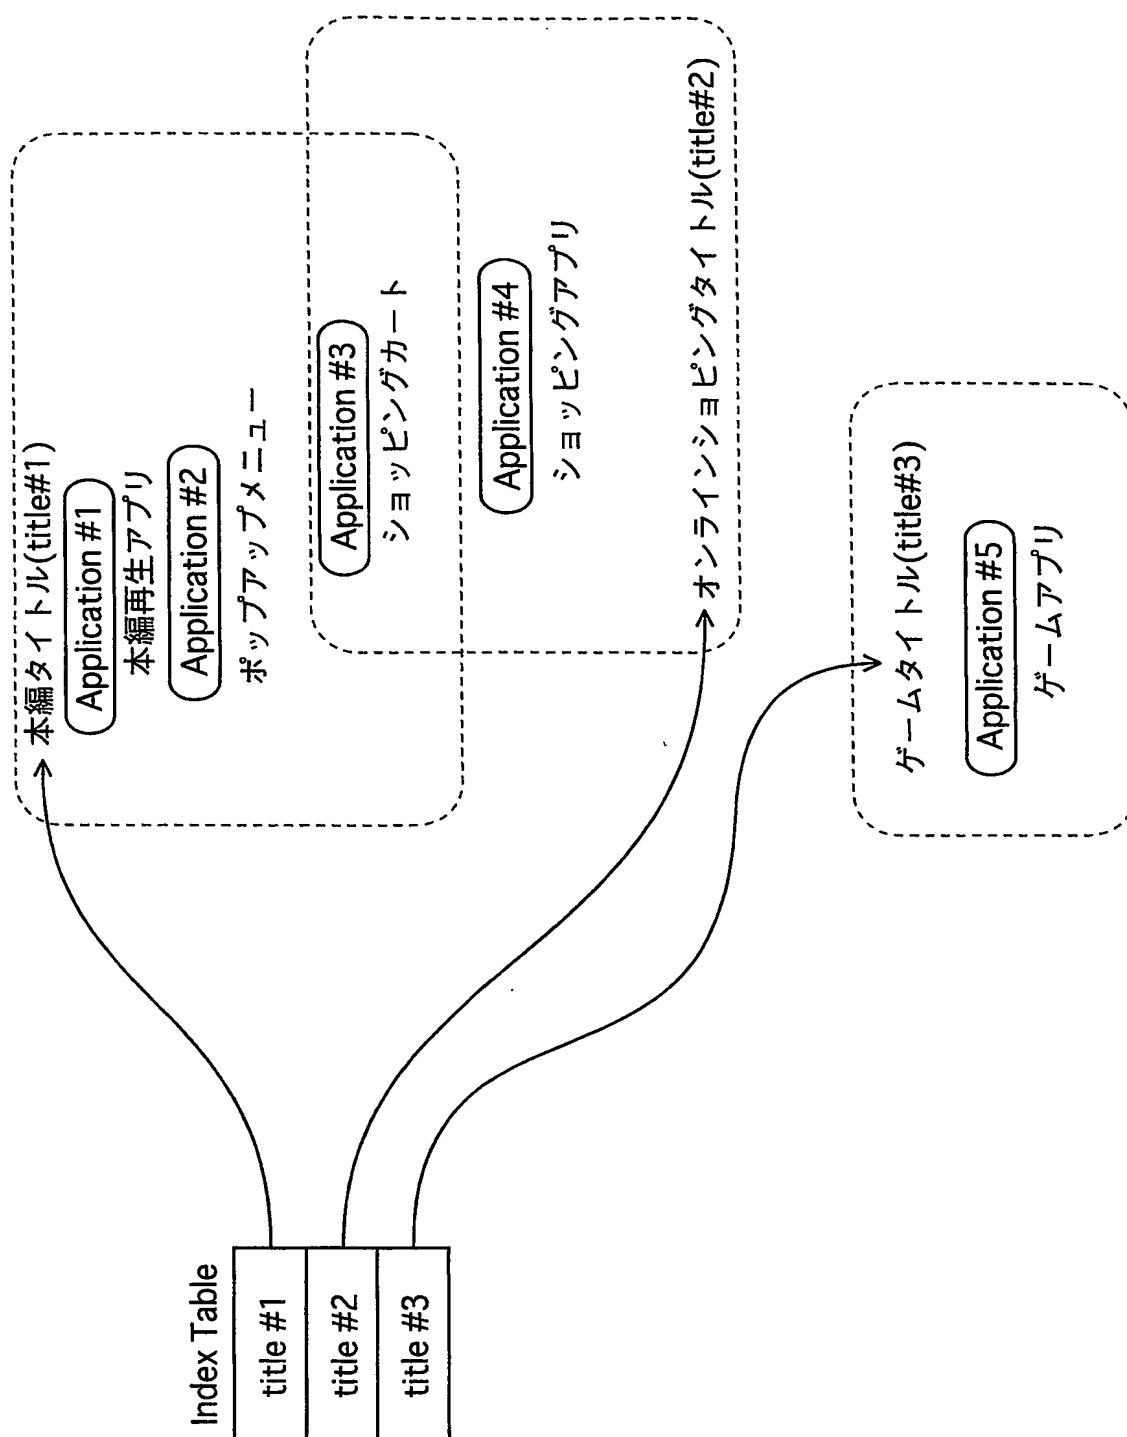 Index Table
title #1
title #2
title #3
本編タイトル(title#1)
Application #1
本編再生アプリ
Application #2
ポップアップメニュー
Application #3
ショッピングカート
Application #4
ショッピングアプリ
オンラインショピングタイトル(title#2)
ゲームタイトル(title#3)
Application #5
ゲームアプリ